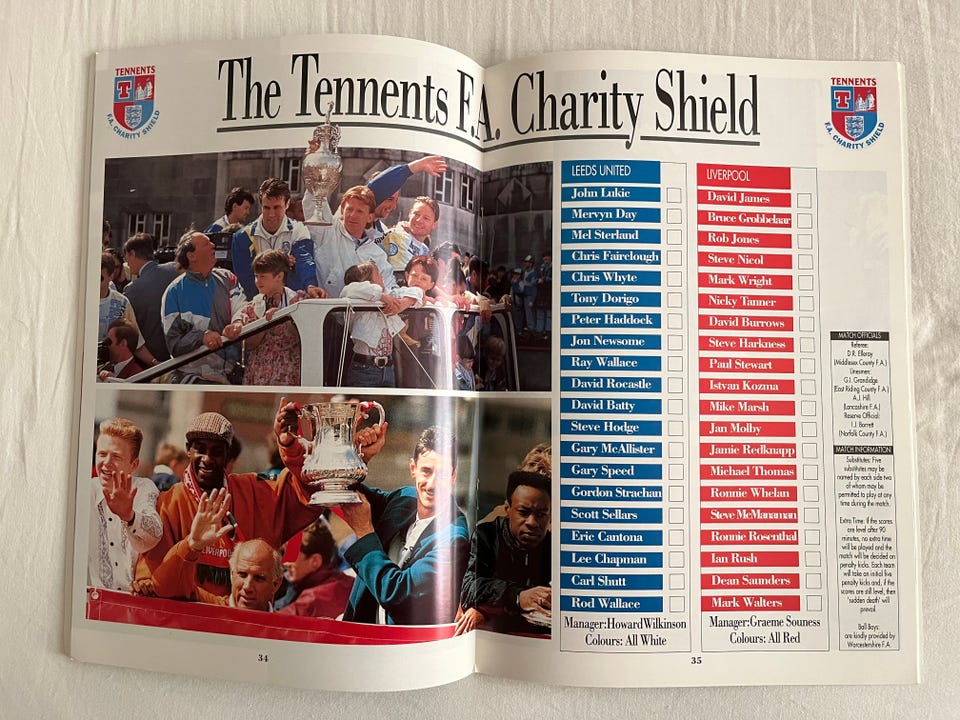 TENNENTS
T
F.A. CHARITY SHIELD
The Tennents F.A. Charity Shield
TENNENTS
T
F.A. CHARITY SHIELD
LIVERPOOL
34
LEEDS UNITED
John Lukic
Mervyn Day
Mel Sterland
Chris Fairclough
Chris Whyte
Tony Dorigo
Peter Haddock
Jon Newsome
Ray Wallace
David Rocastle
David Batty
Steve Hodge
Gary McAllister
Gary Speed
Gordon Strachan
Scott Sellars
Eric Cantona
Lee Chapman
Carl Shutt
Rod Wallace
Manager:Howard Wilkinson
Colours: All White
LIVERPOOL
David James
Bruce Grobbelaar
Rob Jones
Steve Nicol
Mark Wright
Nicky Tanner
David Burrows
Steve Harkness
Paul Stewart
Istvan Kozma
Mike Marsh
Jan Molby
Jamie Redknapp
Michael Thomas
Ronnie Whelan
Steve McManaman
Ronnie Rosenthal
Ian Rush
Dean Saunders
Mark Walters
Manager:Graeme Souness
Colours: All Red
35
MATCH OFFICIALS
Referee:
D.R. Elleray
(Middlesex County F.A.)
Linesmen:
G.I. Grandidge
(East Riding County F.A.)
A.J. Hill
(Lancashire F.A.)
Reserve Official:
I.J. Borrett
(Norfolk County F.A.)
MATCH INFORMATION
Substitutes: Five
substitutes may be
named by each side two
of whom may be
permitted to play at any
time during the match.
Extra Time: if the scores
are level after 90
minutes, no extra time
will be played and the
match will be decided on
penalty kicks. Each team
will take an initial five
penalty kicks and, if the
scores are still level, then
'sudden death' will
prevail.
Ball Boys:
are kindly provided by
Worcestershire F.A.